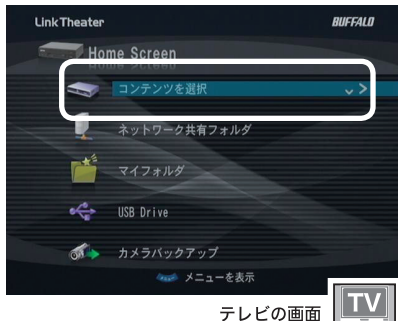 LinkTheater BUFFALO
Home Screen
コンテンツを選択
ネットワーク共有フォルダ
マイフォルダ
USB Drive
カメラバックアップ
メニューを表示
テレビの画面 TV